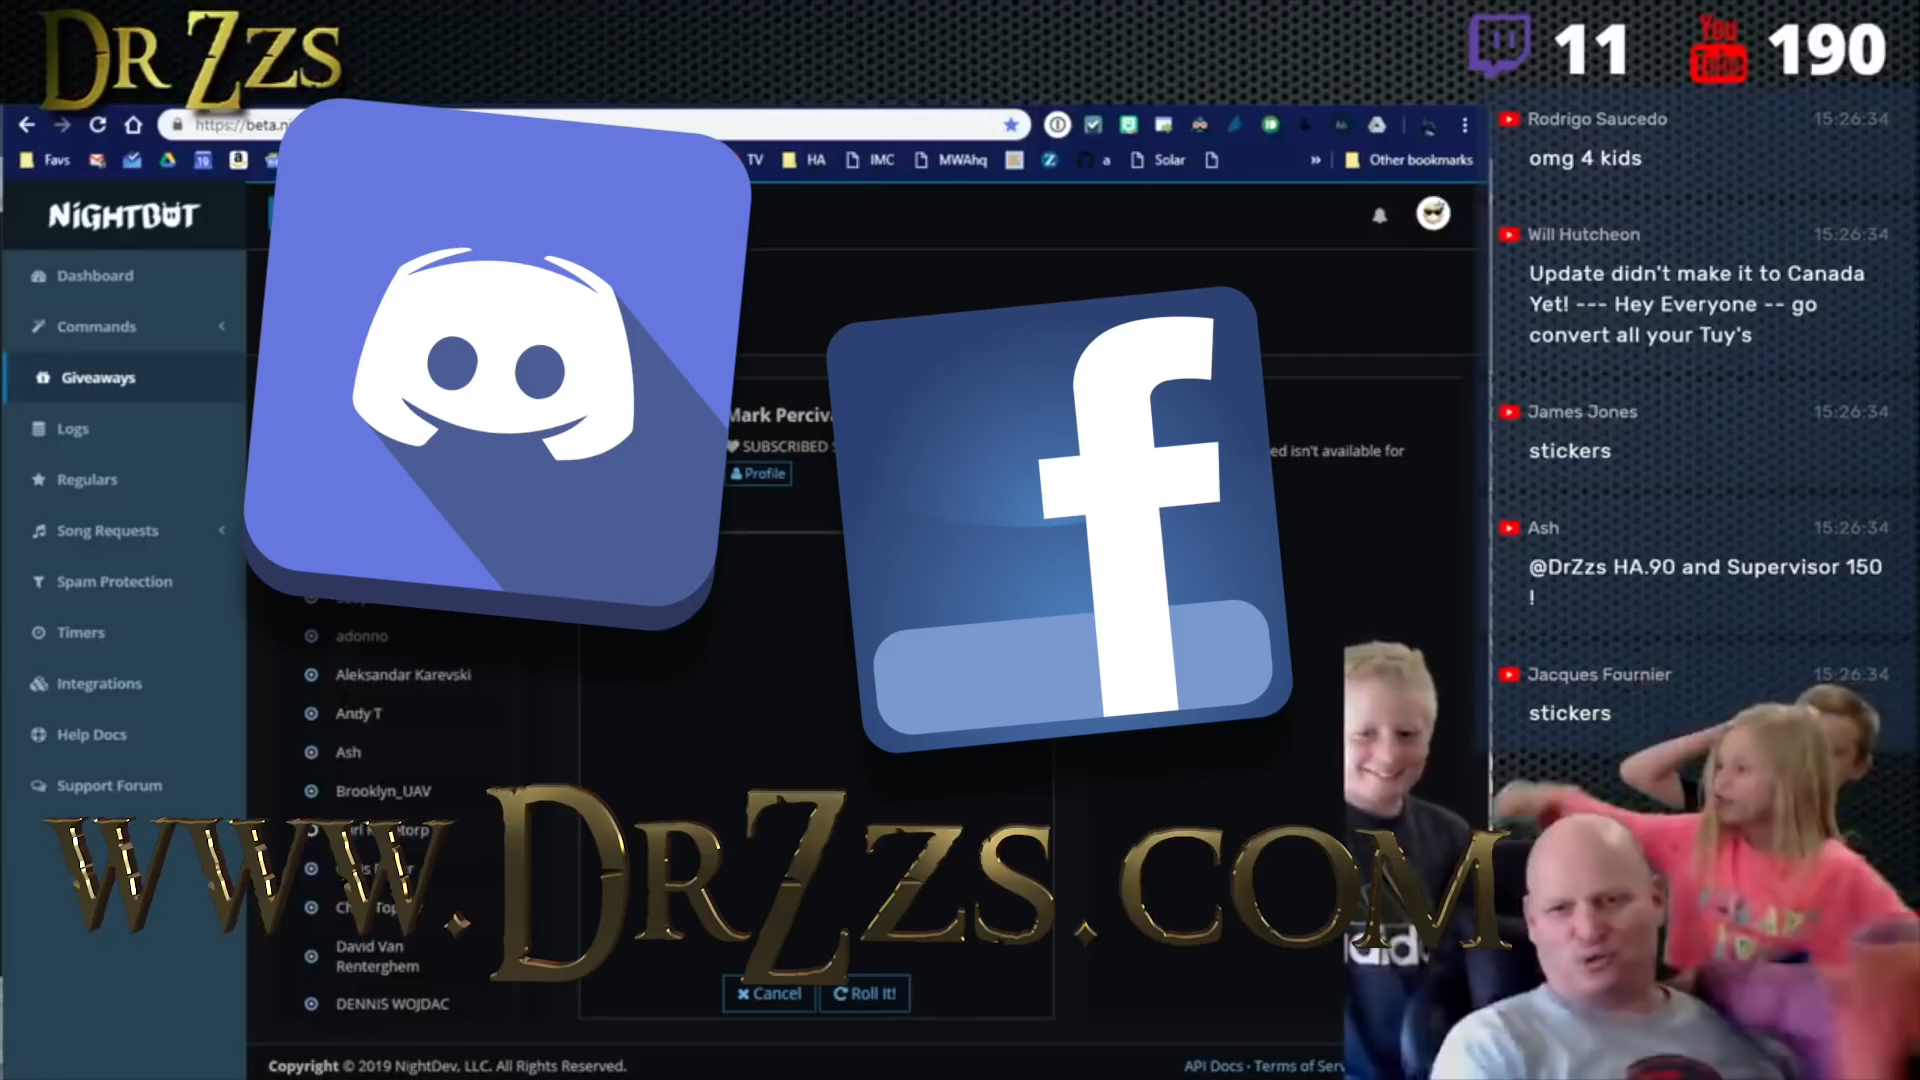 DrZzs
11
You
Tube
190
https://beta.ni
Favs
TV
HA
IMC
MWAhq
a
Solar
»
Other bookmarks
NiGHTBOT
Dashboard
Commands
Giveaways
Logs
Regulars
Song Requests
Spam Protection
Timers
Integrations
Help Docs
Support Forum
SUBSCRIBED
Profile
ed isn't available for
adonno
Aleksandar Karevski
Andy T
Ash
Brooklyn_UAV
David Van
Renterghem
DENNIS WOJDAC
Cancel
Roll It!
Copyright © 2019 NightDev, LLC. All Rights Reserved.
API Docs · Terms of Serv
Rodrigo Saucedo 15:26:34
omg 4 kids
Will Hutcheon 15:26:34
Update didn't make it to Canada
Yet! --- Hey Everyone -- go
convert all your Tuy's
James Jones 15:26:34
stickers
Ash 15:26:34
@DrZzs HA.90 and Supervisor 150
!
Jacques Fournier 15:26:34
stickers
www.DrZzs.com